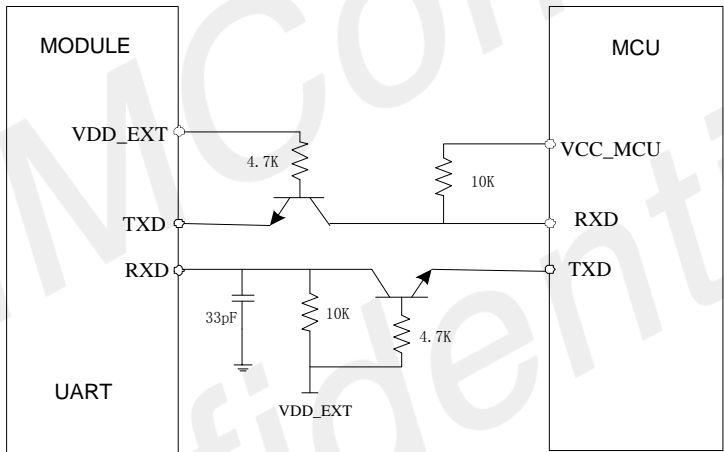 MODULE
MCU
VDD_EXT
4.7K
VCC_MCU
10K
TXD
RXD
RXD
TXD
33pF
10K
4.7K
UART
VDD_EXT